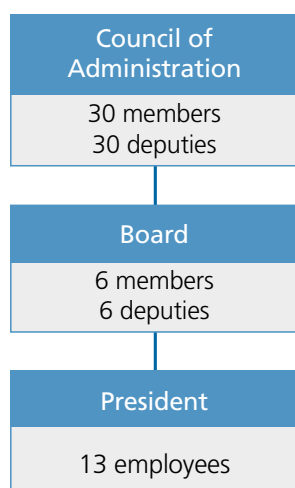 Council of
Administration
30 members
30 deputies
Board
6 members
6 deputies
President
13 employees